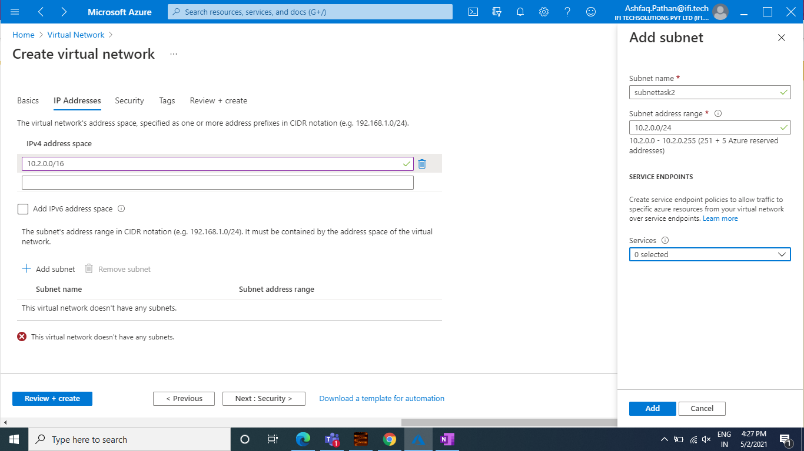 Microsoft Azure
Search resources, services, and docs (G+/)
Ashfaq.Pathan@ifi.tech
IFI TECHSOLUTIONS PVT LTD (IFI....
Home > Virtual Network >
Create virtual network ...
Basics IP Addresses Security Tags Review + create
The virtual network's address space, specified as one or more address prefixes in CIDR notation (e.g. 192.168.1.0/24).
IPv4 address space
10.2.0.0/16
Add IPv6 address space
The subnet's address range in CIDR notation (e.g. 192.168.1.0/24). It must be contained by the address space of the virtual
network.
+ Add subnet Remove subnet
Subnet name Subnet address range
This virtual network doesn't have any subnets.
This virtual network doesn't have any subnets.
Review + create < Previous Next : Security > Download a template for automation
Add subnet
Subnet name *
subnettask2
Subnet address range *
10.2.0.0/24
10.2.0.0 - 10.2.0.255 (251 + 5 Azure reserved
addresses)
SERVICE ENDPOINTS
Create service endpoint policies to allow traffic to
specific azure resources from your virtual network
over service endpoints. Learn more
Services
0 selected
Add Cancel
Type here to search
ENG
IN
4:27 PM
5/2/2021
1
1